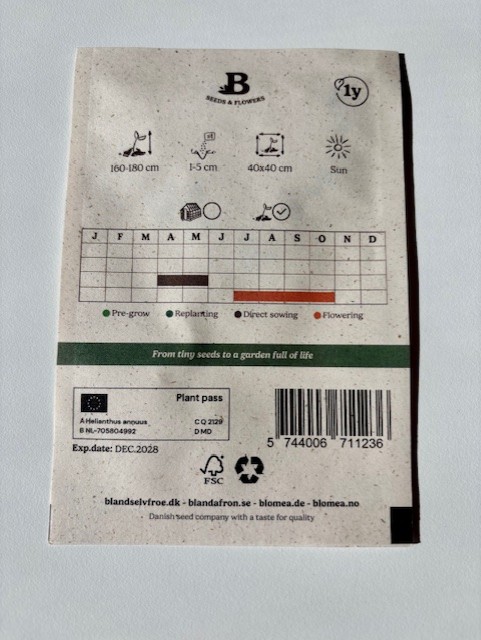 B
SEEDS & FLOWERS
1y
160-180 cm 1-5 cm 40x40 cm Sun
J F M A M J J A S O N D
Pre-grow Replanting Direct sowing Flowering
From tiny seeds to a garden full of life
Plant pass
A Helianthus annuus C Q 2129
B NL-705804992 D MD
Exp.date: DEC.2028
5 744006 711236
FSC
blandselvfroe.dk - blandafron.se - blomea.de - blomea.no
Danish seed company with a taste for quality